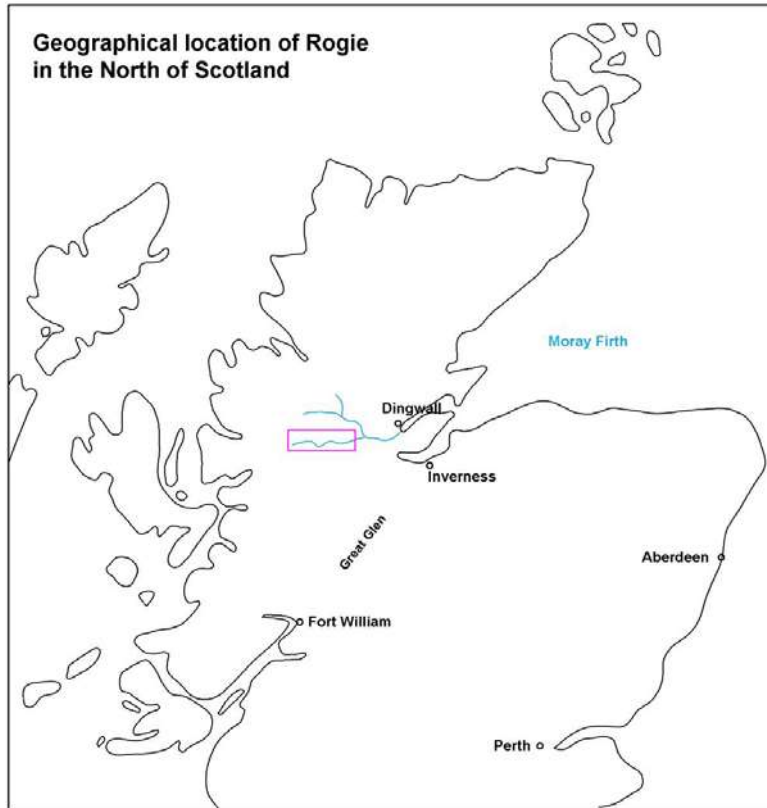 Geographical location of Rogie
in the North of Scotland
Moray Firth
Dingwall
Inverness
Great Glen
Aberdeen
Fort William
Perth